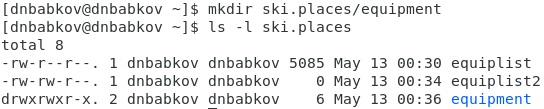 [dnbabkov@dnbabkov ~]$ mkdir ski.places/equipment
[dnbabkov@dnbabkov ~]$ ls -l ski.places
total 8
-rw-r--r--. 1 dnbabkov dnbabkov 5085 May 13 00:30 equiplist
-rw-rw-r--. 1 dnbabkov dnbabkov    0 May 13 00:34 equiplist2
drwxrwxr-x. 2 dnbabkov dnbabkov    6 May 13 00:36 equipment